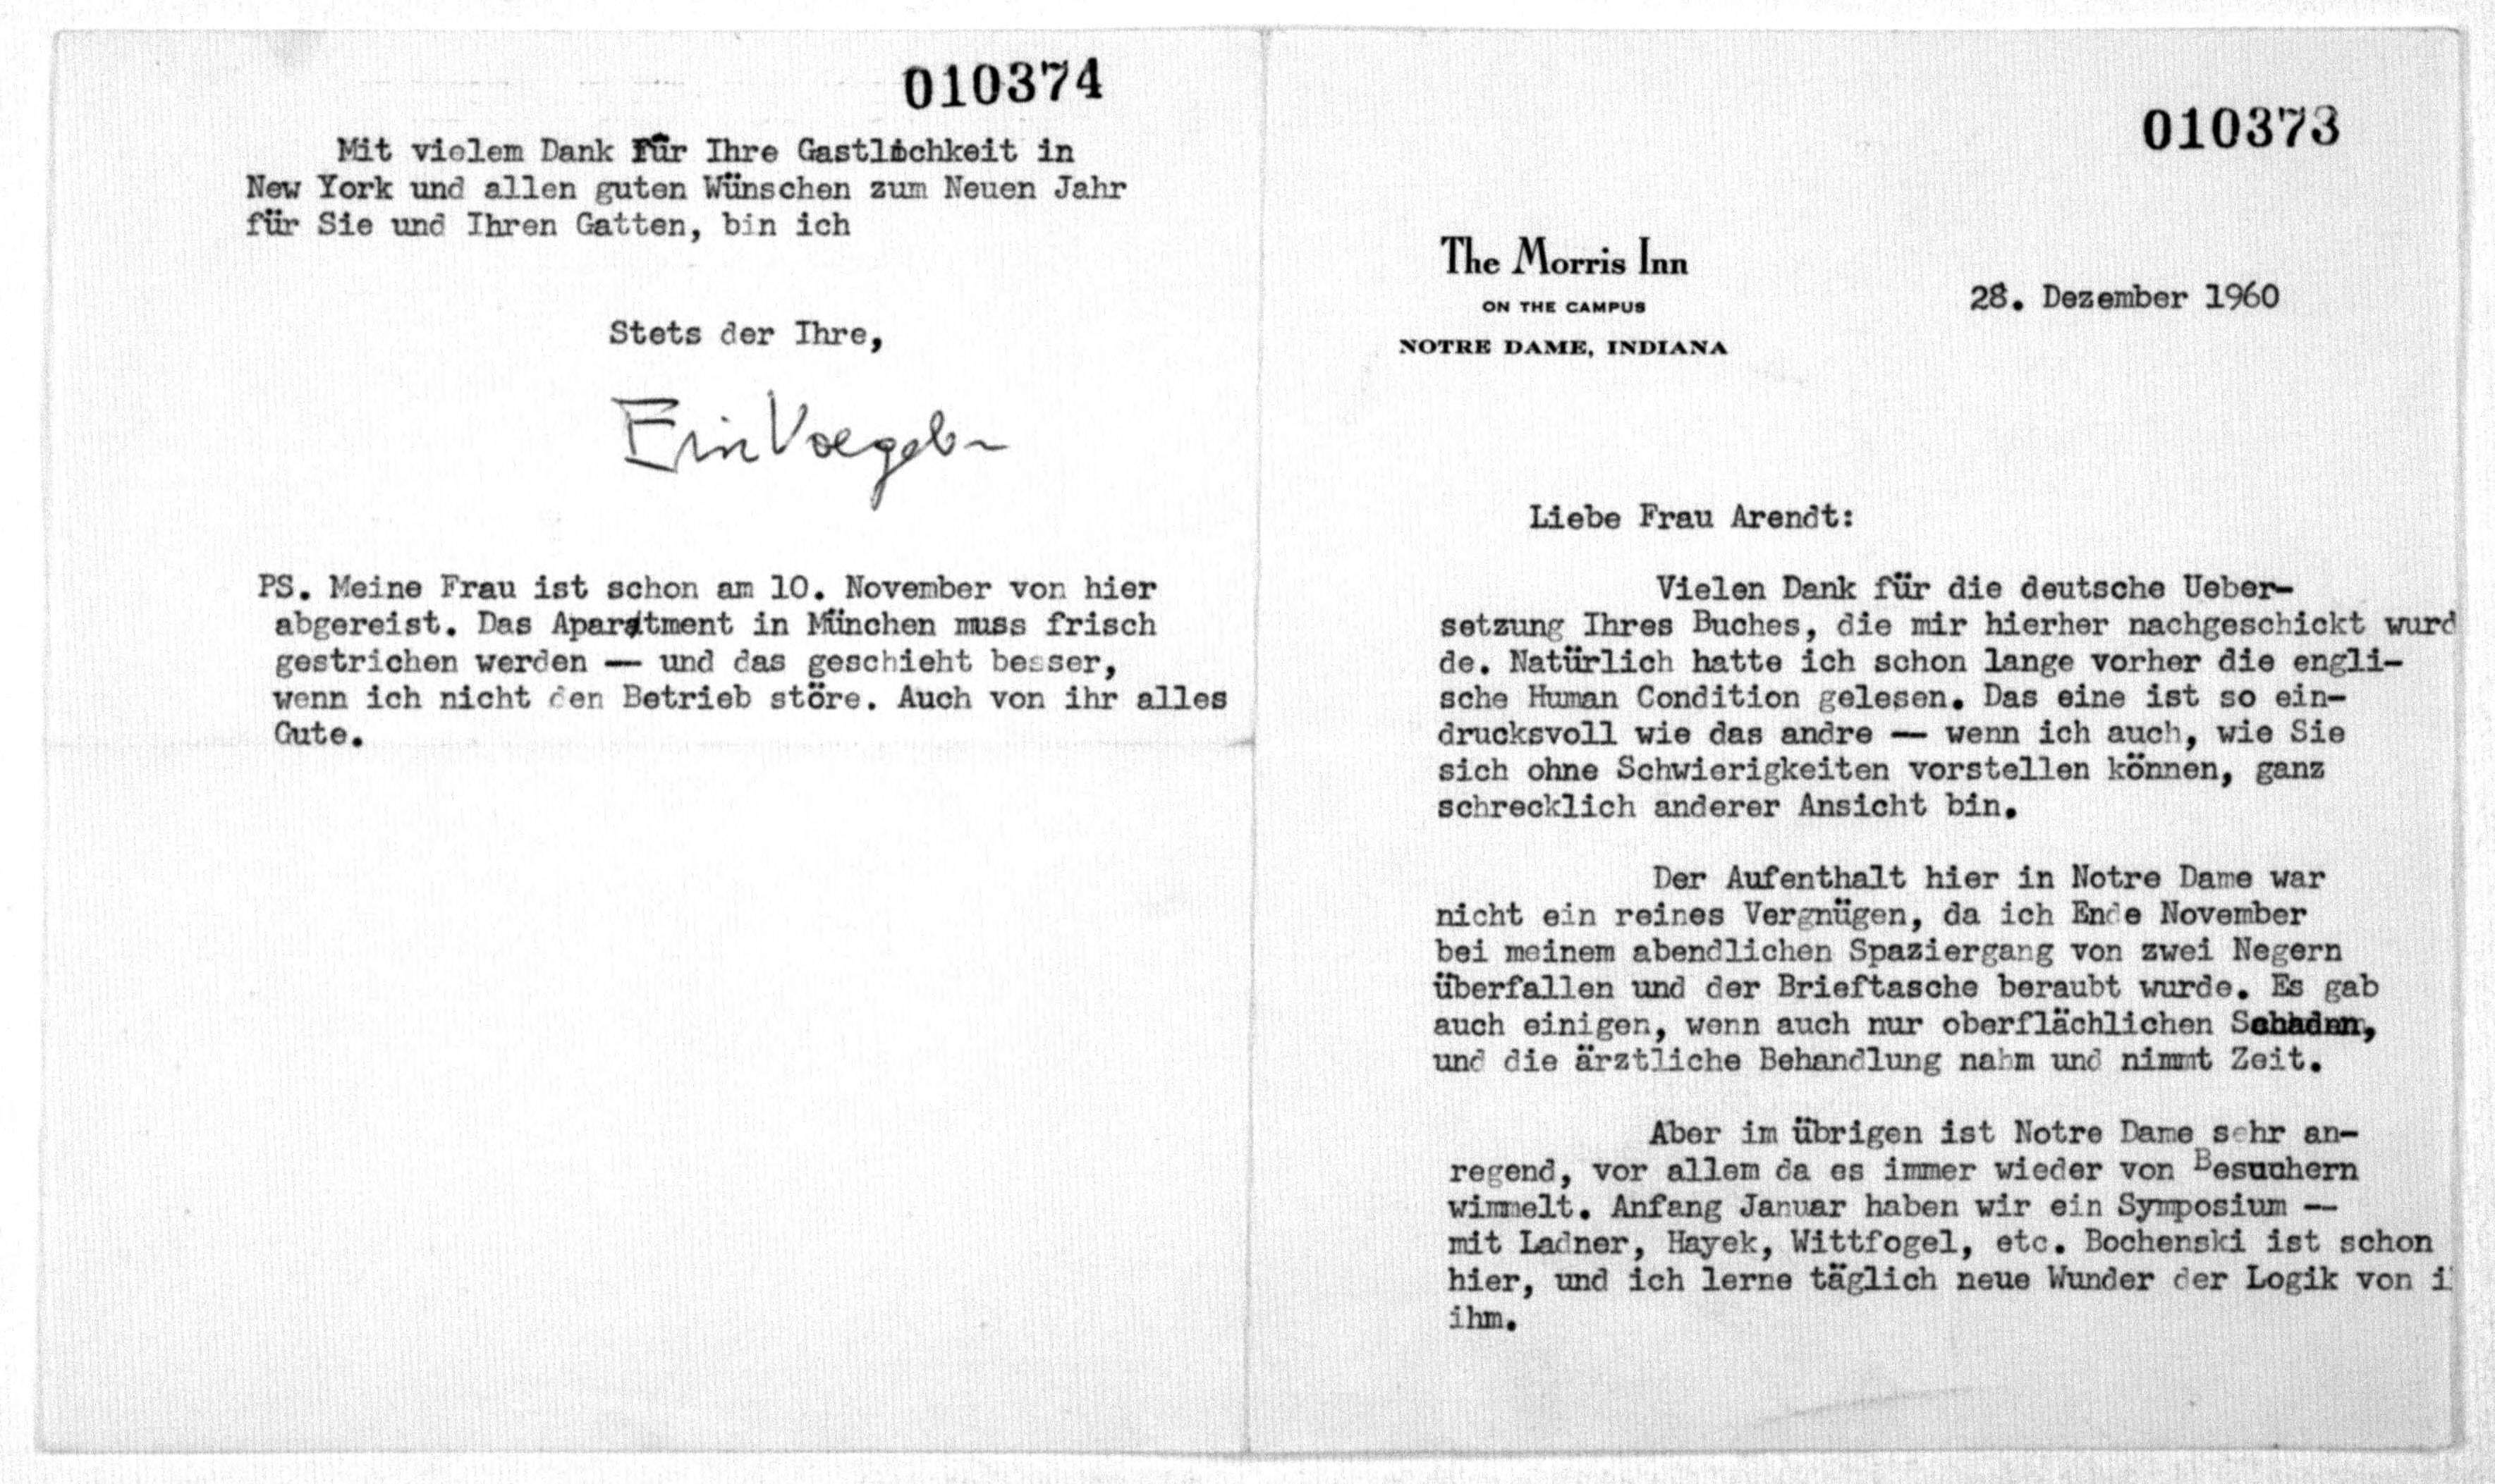 010373
The Morris Inn
ON THE CAMPUS
NOTRE DAME, INDIANA
28. Dezember 1960
Liebe Frau Arendt:
Vielen Dank für die deutsche Ueber-
setzung Ihres Buches, die mir hierher nachgeschickt wurd
de. Natürlich hatte ich schon lange vorher die engli-
sche Human Condition gelesen. Das eine ist so ein-
drucksvoll wie das andre — wenn ich auch, wie Sie
sich ohne Schwierigkeiten vorstellen können, ganz
schrecklich anderer Ansicht bin.
Der Aufenthalt hier in Notre Dame war
nicht ein reines Vergnügen, da ich Ende November
bei meinem abendlichen Spaziergang von zwei Negern
überfallen und der Brieftasche beraubt wurde. Es gab
auch einigen, wenn auch nur oberflächlichen Schaden,
und die ärztliche Behandlung nahm und nimmt Zeit.
Aber im übrigen ist Notre Dame sehr an-
regend, vor allem da es immer wieder von Besuchern
wimmelt. Anfang Januar haben wir ein Symposium --
mit Ladner, Hayek, Wittfogel, etc. Bochenski ist schon
hier, und ich lerne täglich neue Wunder der Logik von i
ihm.
010374
Mit vielem Dank Für Ihre Gastlichkeit in
New York und allen guten Wünschen zum Neuen Jahr
für Sie und Ihren Gatten, bin ich
Stets der Ihre,
Eric Voegelin
PS. Meine Frau ist schon am 10. November von hier
abgereist. Das Apartment in München muss frisch
gestrichen werden — und das geschieht besser,
wenn ich nicht den Betrieb störe. Auch von ihr alles
Gute.